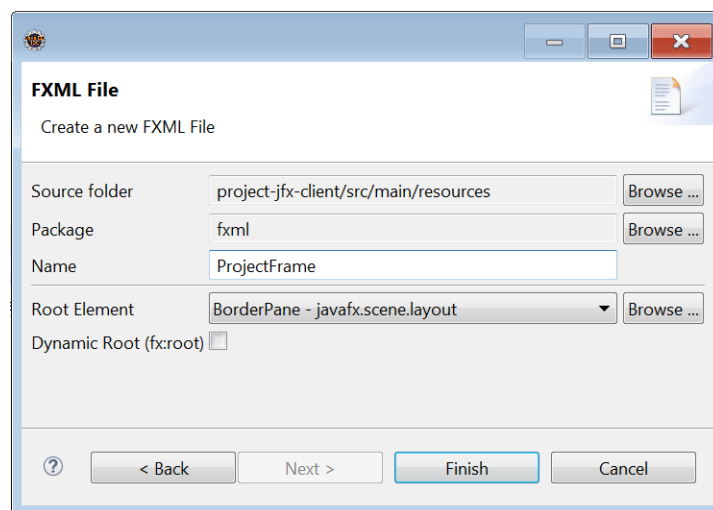 FXML File
Create a new FXML File
Source folder project-jfx-client/src/main/resources Browse ...
Package fxml Browse ...
Name ProjectFrame
Root Element BorderPane - javafx.scene.layout Browse ...
Dynamic Root (fx:root)
? < Back Next > Finish Cancel